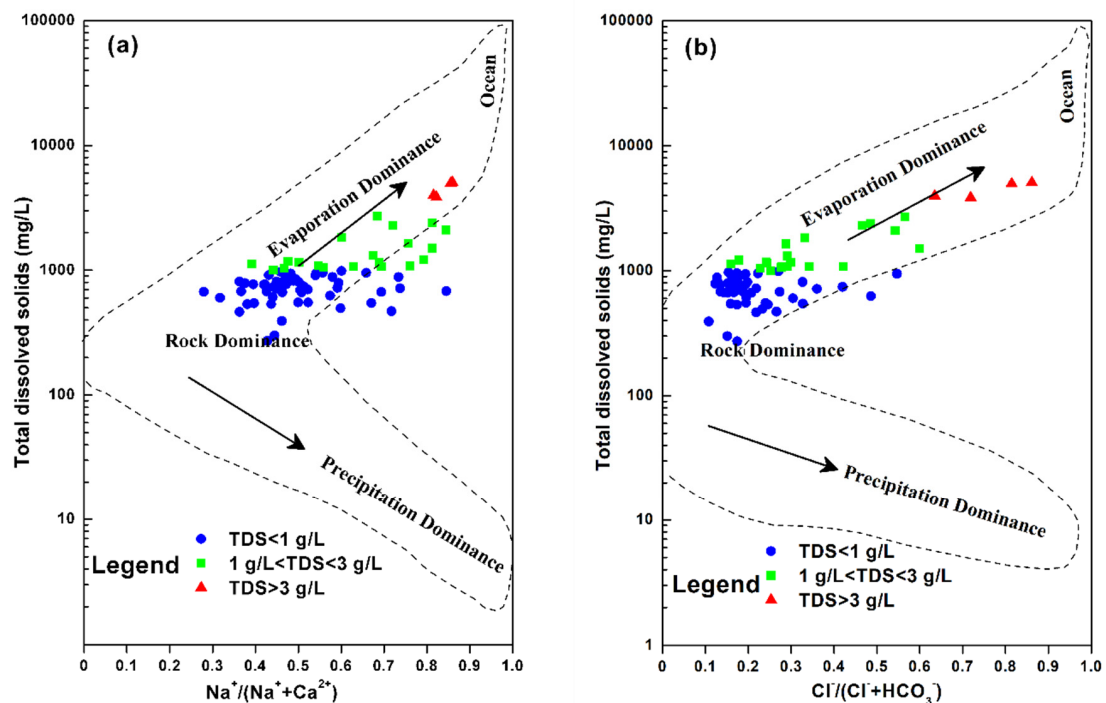 (a)
100000
10000
1000
100
10
Total dissolved solids (mg/L)
Ocean
Evaporation Dominance
Rock Dominance
Precipitation Dominance
Legend
TDS<1 g/L
1 g/L<TDS<3 g/L
TDS>3 g/L
0 0.1 0.2 0.3 0.4 0.5 0.6 0.7 0.8 0.9 1.0
Na⁺/(Na⁺+Ca²⁺)
(b)
100000
10000
1000
100
10
1
Total dissolved solids (mg/L)
Ocean
Evaporation Dominance
Rock Dominance
Precipitation Dominance
Legend
TDS<1 g/L
1 g/L<TDS<3 g/L
TDS>3 g/L
0 0.1 0.2 0.3 0.4 0.5 0.6 0.7 0.8 0.9 1.0
Cl⁻/(Cl⁻+HCO₃⁻)